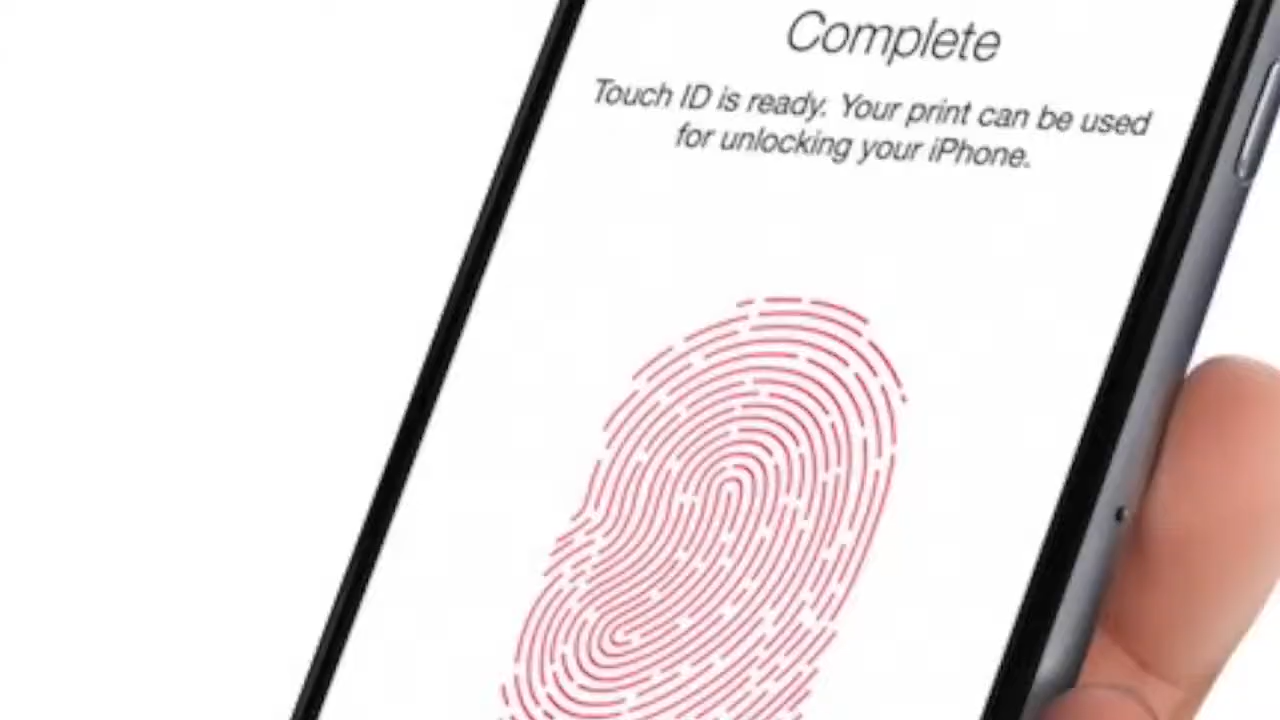 Complete
Touch ID is ready. Your print can be used
for unlocking your iPhone.